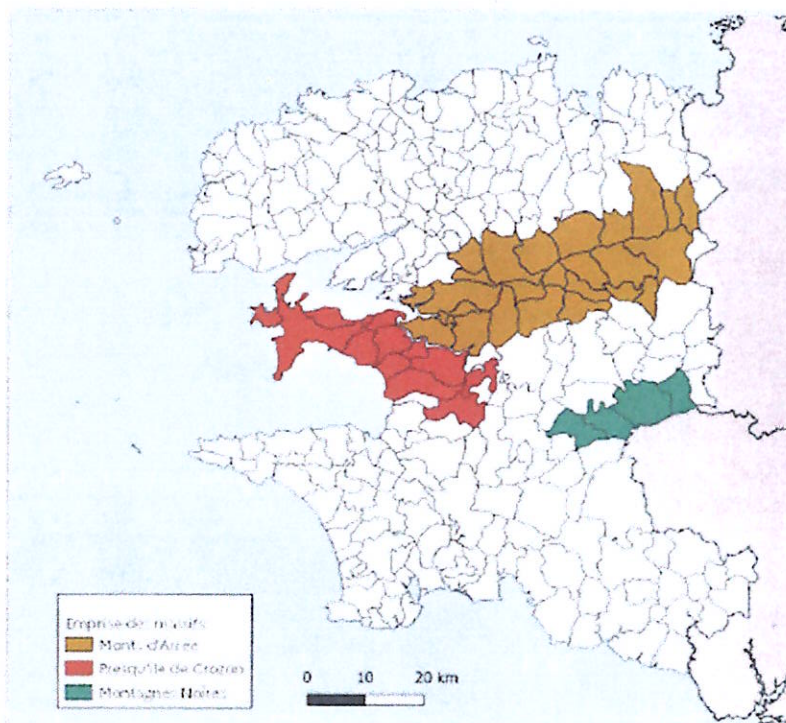 Emprise des massifs
Monts d'Arrée
Presqu'île de Crozon
Montagnes Noires
0 10 20 km